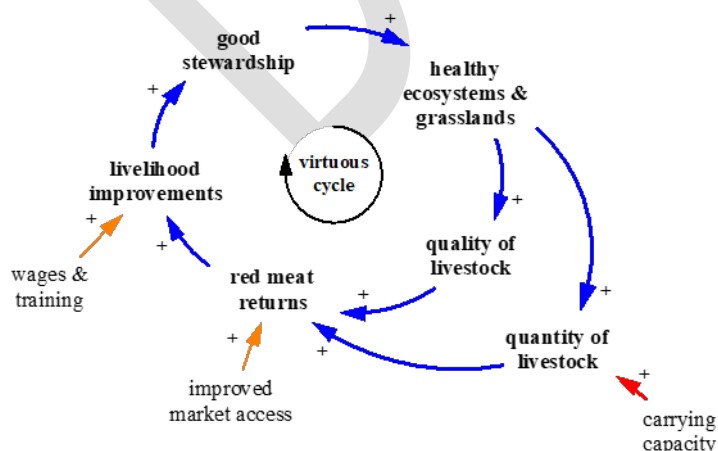 +
good
stewardship
healthy
ecosystems &
grasslands
+
livelihood
improvements
virtuous
cycle
+
+
wages &
training
+
quality of
livestock
red meat
returns
+
+
+
+
quantity of
livestock
improved
market access
+
carrying
capacity